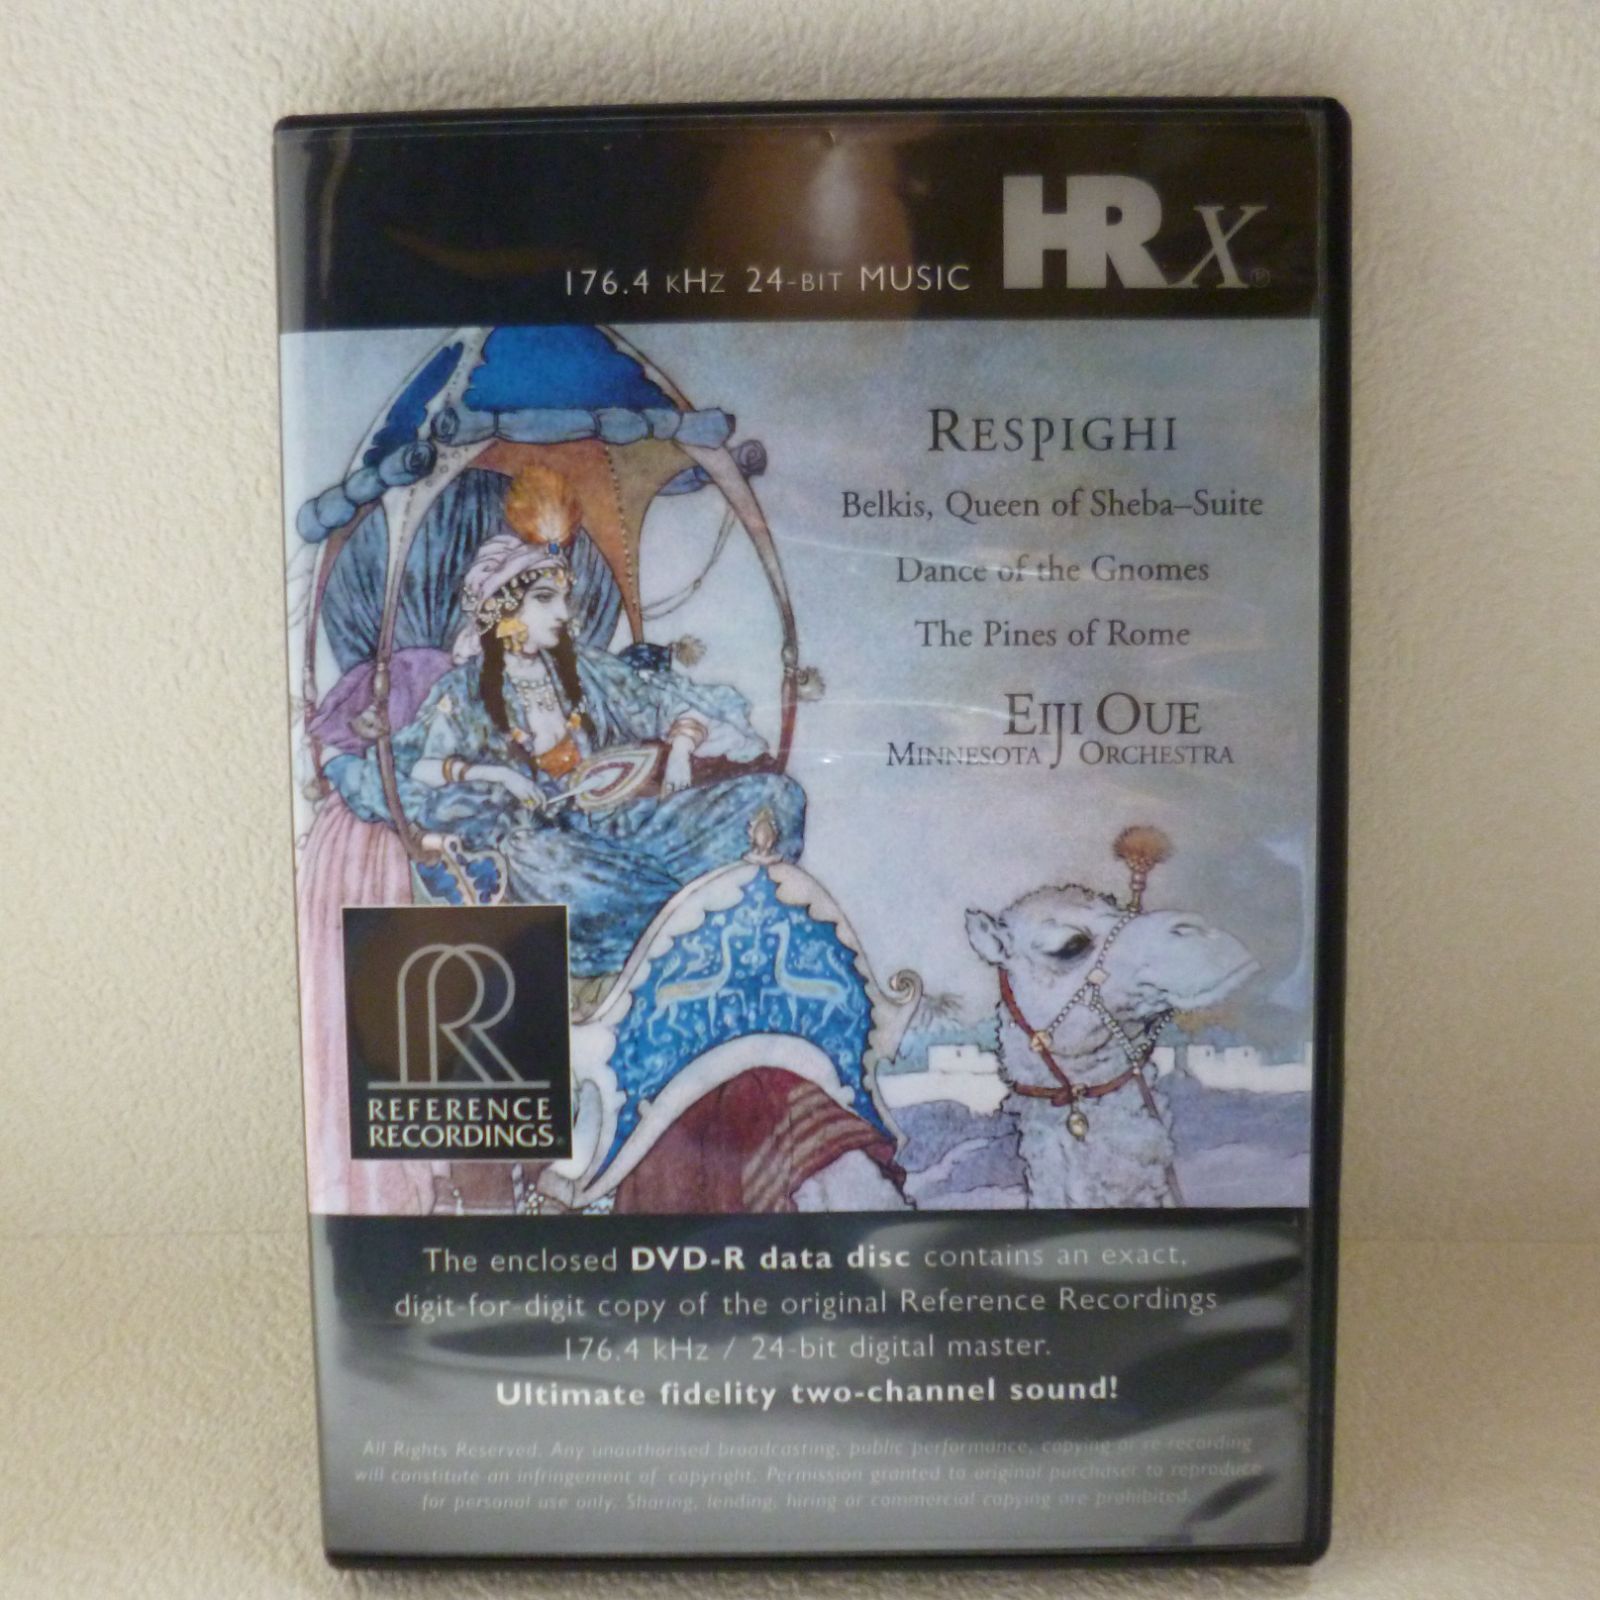 HRx®
176.4 kHz 24-BIT MUSIC
RESPIGHI
Belkis, Queen of Sheba–Suite
Dance of the Gnomes
The Pines of Rome
EIJI OUE
MINNESOTA ORCHESTRA
RR
REFERENCE
RECORDINGS®
The enclosed DVD-R data disc contains an exact,
digit-for-digit copy of the original Reference Recordings
176.4 kHz / 24-bit digital master.
Ultimate fidelity two-channel sound!
All Rights Reserved. Any unauthorised broadcasting, public performance, copying or re-recording
will constitute an infringement of copyright. Permission granted to original purchaser to reproduce
for personal use only. Sharing, lending, hiring or commercial copying are prohibited.